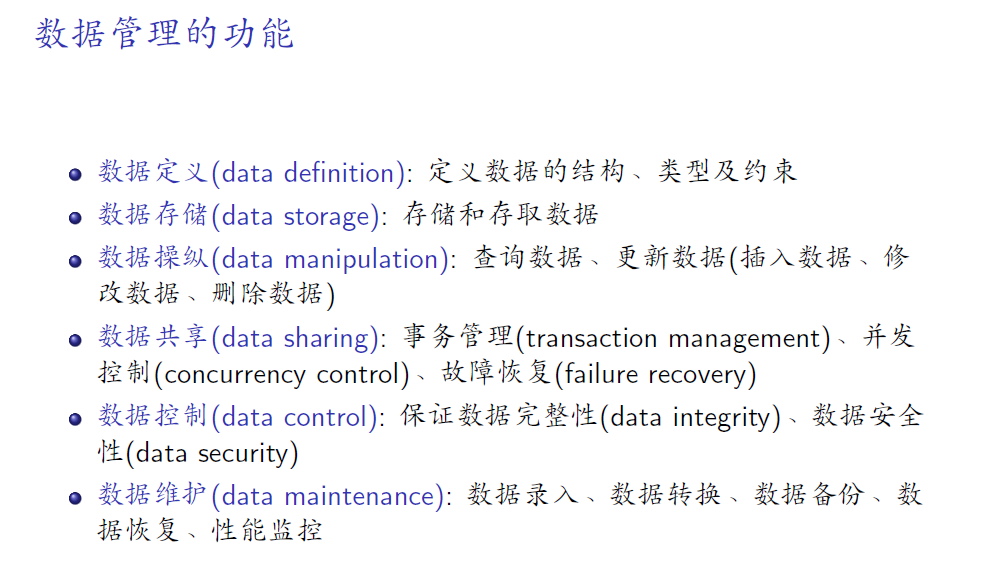 数据管理的功能
数据定义(data definition): 定义数据的结构、类型及约束
数据存储(data storage): 存储和存取数据
数据操纵(data manipulation): 查询数据、更新数据(插入数据、修
改数据、删除数据)
数据共享(data sharing): 事务管理(transaction management)、并发
控制(concurrency control)、故障恢复(failure recovery)
数据控制(data control): 保证数据完整性(data integrity)、数据安全
性(data security)
数据维护(data maintenance): 数据录入、数据转换、数据备份、数
据恢复、性能监控